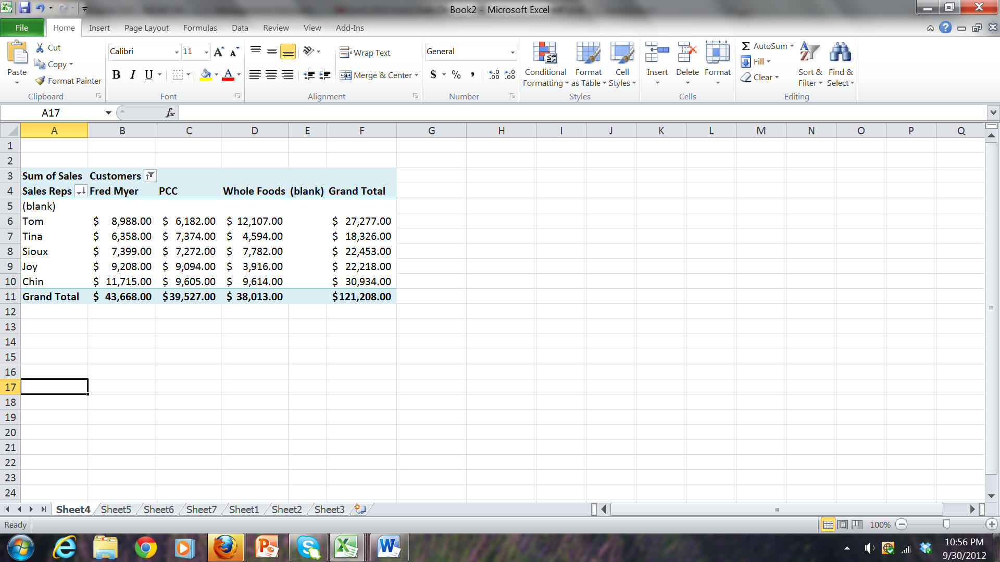 Book2 - Microsoft Excel
File Home Insert Page Layout Formulas Data Review View Add-Ins
Paste
Cut
Copy
Format Painter
Clipboard
Calibri 11
B I U
Font
Wrap Text
Merge & Center
Alignment
General
$ % ,
Number
Conditional Formatting
Format as Table
Cell Styles
Styles
Insert Delete Format
Cells
AutoSum
Fill
Clear
Sort & Filter
Find & Select
Editing
A17 fx
A B C D E F G H I J K L M N O P Q
1
2
3 Sum of Sales Customers
4 Sales Reps Fred Myer PCC Whole Foods (blank) Grand Total
5 (blank)
6 Tom $ 8,988.00 $ 6,182.00 $ 12,107.00 $ 27,277.00
7 Tina $ 6,358.00 $ 7,374.00 $ 4,594.00 $ 18,326.00
8 Sioux $ 7,399.00 $ 7,272.00 $ 7,782.00 $ 22,453.00
9 Joy $ 9,208.00 $ 9,094.00 $ 3,916.00 $ 22,218.00
10 Chin $ 11,715.00 $ 9,605.00 $ 9,614.00 $ 30,934.00
11 Grand Total $ 43,668.00 $39,527.00 $ 38,013.00 $121,208.00
12
13
14
15
16
17
18
19
20
21
22
23
24
Sheet4 Sheet5 Sheet6 Sheet7 Sheet1 Sheet2 Sheet3
Ready 100%
10:56 PM
9/30/2012